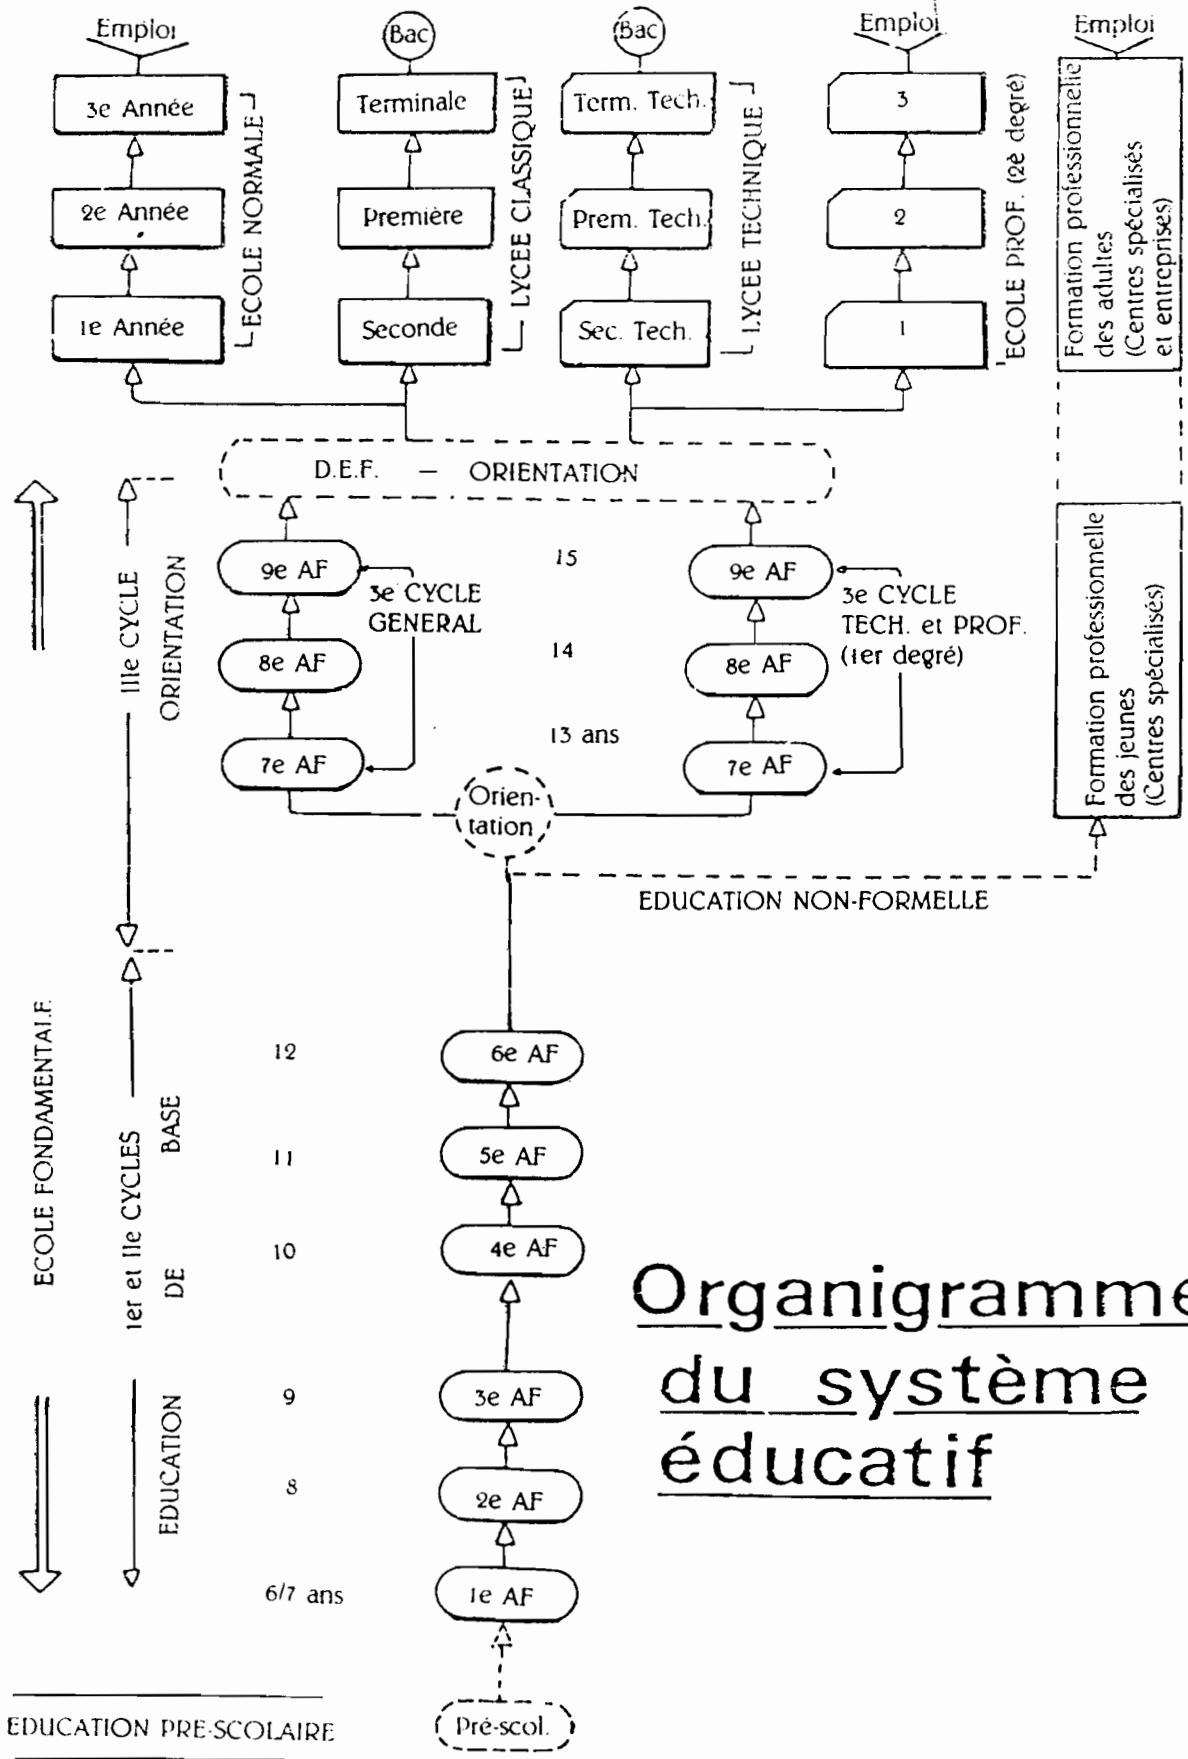 Emploi
Bac
Bac
Emploi
Emploi
3e Année
Terminale
Term. Tech.
3
2e Année
Première
Prem. Tech.
2
1e Année
Seconde
Sec. Tech.
1
ECOLE NORMALE
LYCEE CLASSIQUE
LYCEE TECHNIQUE
ECOLE PROF. (2è degré)
Formation professionnelle
des adultes
(Centres spécialisés
et entreprises)
D.E.F. – ORIENTATION
9e AF
15
9e AF
3e CYCLE
GENERAL
3e CYCLE
TECH. et PROF.
(1er degré)
8e AF
14
8e AF
13 ans
7e AF
7e AF
Orien-
tation
IIIe CYCLE
ORIENTATION
Formation professionnelle
des jeunes
(Centres spécialisés)
EDUCATION NON-FORMELLE
ECOLE FONDAMENTALE
1er et IIe CYCLES
EDUCATION DE BASE
12
6e AF
11
5e AF
10
4e AF
9
3e AF
8
2e AF
6/7 ans
1e AF
Organigramme
du système
éducatif
EDUCATION PRE-SCOLAIRE
Pré-scol.